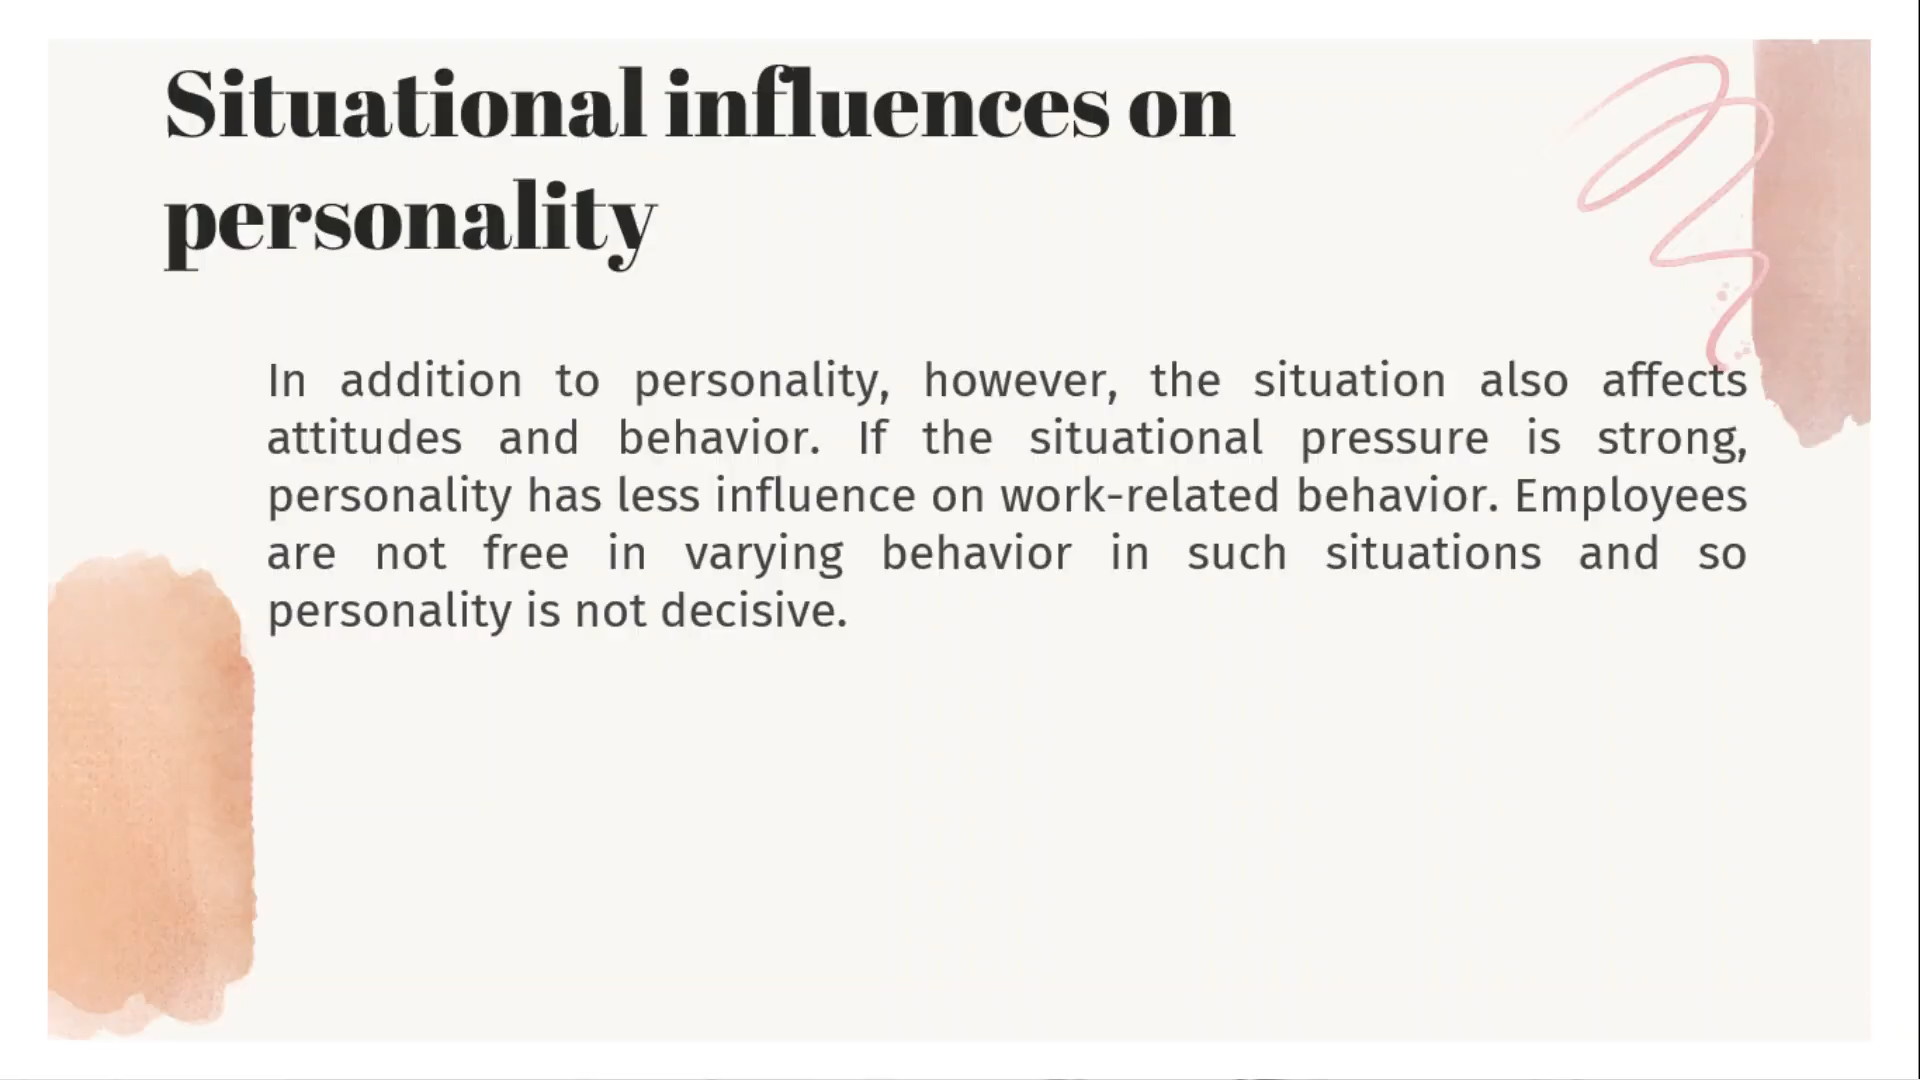 Situational influences on
personality
In addition to personality, however, the situation also affects
attitudes and behavior. If the situational pressure is strong,
personality has less influence on work-related behavior. Employees
are not free in varying behavior in such situations and so
personality is not decisive.